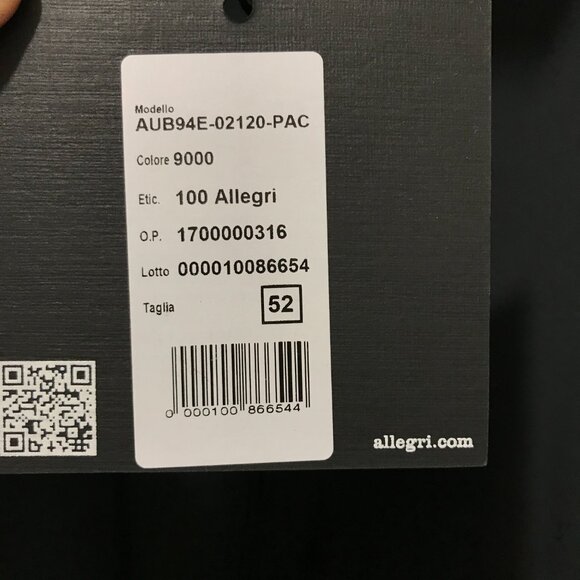 Modello
AUB94E-02120-PAC
Colore 9000
Etic. 100 Allegri
O.P. 1700000316
Lotto 000010086654
Taglia 52
0 000100 866544
allegri.com